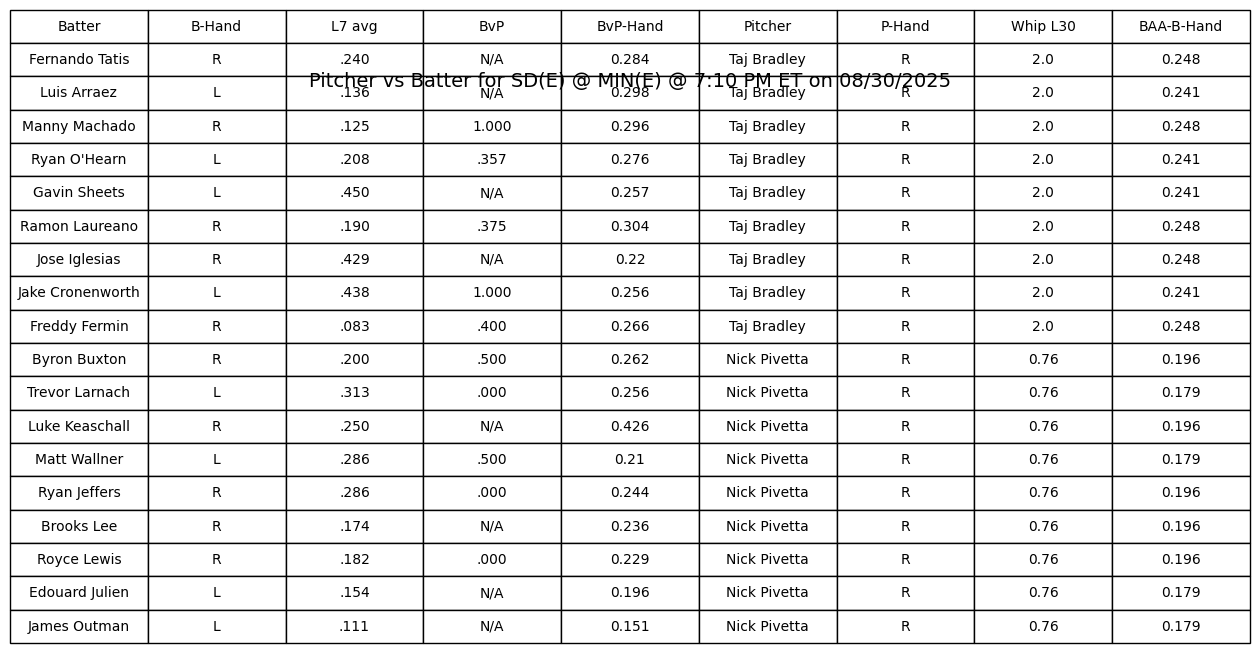 Batter B-Hand L7 avg BvP BvP-Hand Pitcher P-Hand Whip L30 BAA-B-Hand
Fernando Tatis R .240 N/A 0.284 Taj Bradley R 2.0 0.248
Pitcher vs Batter for SD(E) @ MIN(E) @ 7:10 PM ET on 08/30/2025
Luis Arraez L .136 N/A 0.298 Taj Bradley R 2.0 0.241
Manny Machado R .125 1.000 0.296 Taj Bradley R 2.0 0.248
Ryan O'Hearn L .208 .357 0.276 Taj Bradley R 2.0 0.241
Gavin Sheets L .450 N/A 0.257 Taj Bradley R 2.0 0.241
Ramon Laureano R .190 .375 0.304 Taj Bradley R 2.0 0.248
Jose Iglesias R .429 N/A 0.22 Taj Bradley R 2.0 0.248
Jake Cronenworth L .438 1.000 0.256 Taj Bradley R 2.0 0.241
Freddy Fermin R .083 .400 0.266 Taj Bradley R 2.0 0.248
Byron Buxton R .200 .500 0.262 Nick Pivetta R 0.76 0.196
Trevor Larnach L .313 .000 0.256 Nick Pivetta R 0.76 0.179
Luke Keaschall R .250 N/A 0.426 Nick Pivetta R 0.76 0.196
Matt Wallner L .286 .500 0.21 Nick Pivetta R 0.76 0.179
Ryan Jeffers R .286 .000 0.244 Nick Pivetta R 0.76 0.196
Brooks Lee R .174 N/A 0.236 Nick Pivetta R 0.76 0.196
Royce Lewis R .182 .000 0.229 Nick Pivetta R 0.76 0.196
Edouard Julien L .154 N/A 0.196 Nick Pivetta R 0.76 0.179
James Outman L .111 N/A 0.151 Nick Pivetta R 0.76 0.179